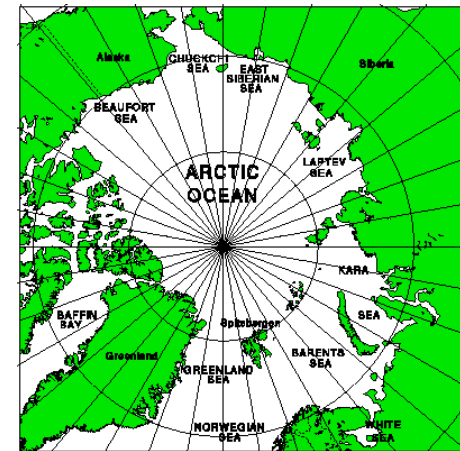 Alaska
CHUCKCHI
SEA
EAST
SIBERIAN
SEA
Siberia
BEAUFORT
SEA
ARCTIC
OCEAN
LAPTEV
SEA
KARA
SEA
BAFFIN
BAY
Spitsbergen
Greenland
GREENLAND
SEA
BARENTS
SEA
NORWEGIAN
SEA
WHITE
SEA